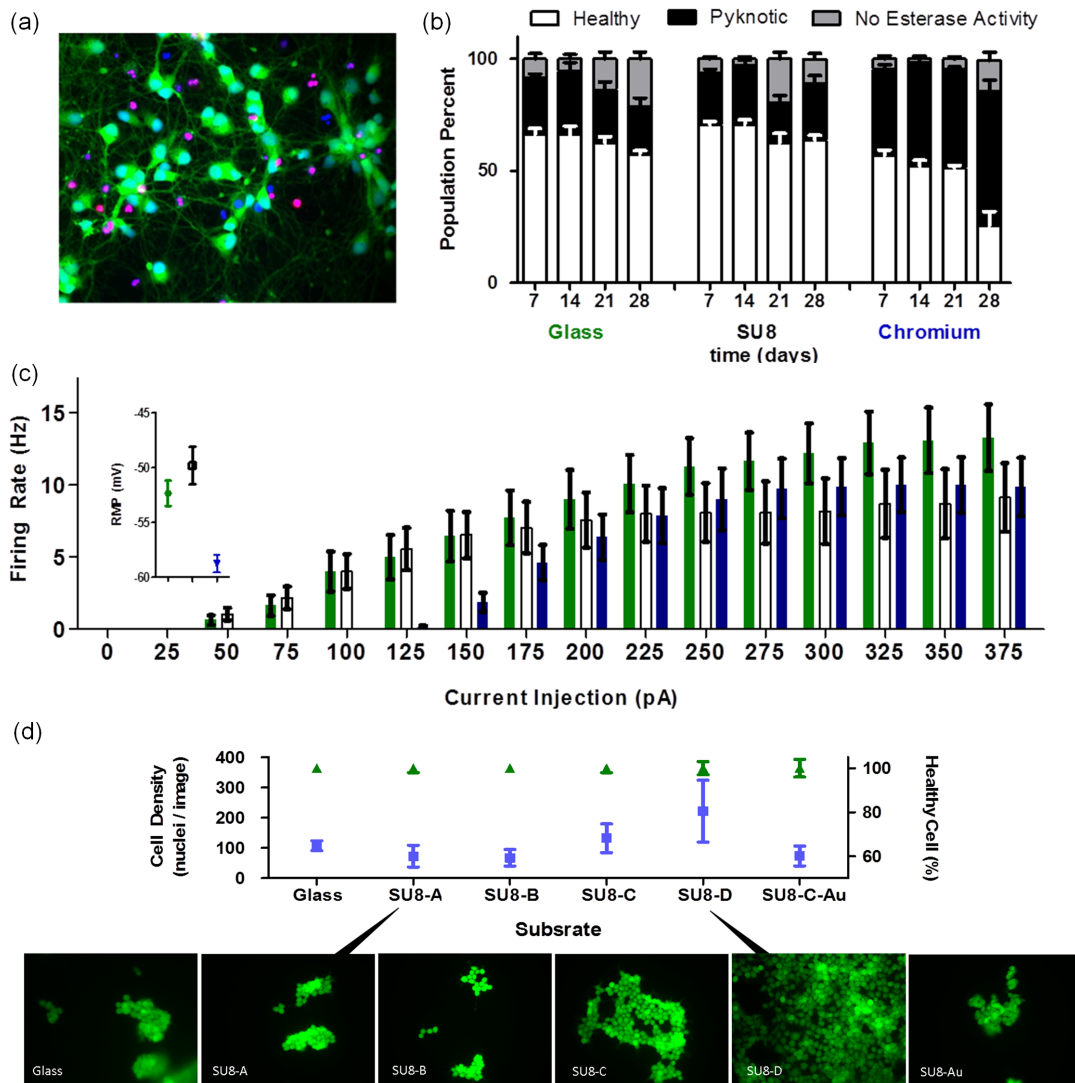 (a)
(b)
Healthy Pyknotic No Esterase Activity
Population Percent
100
50
0
7 14 21 28 7 14 21 28 7 14 21 28
Glass SU8 Chromium
time (days)
(c)
Firing Rate (Hz)
15
10
5
0
RMP (mV)
-45
-50
-55
-60
0 25 50 75 100 125 150 175 200 225 250 275 300 325 350 375
Current Injection (pA)
(d)
Cell Density
(nuclei / image)
400
300
200
100
0
100
80
60
Healthy Cell (%)
Glass SU8-A SU8-B SU8-C SU8-D SU8-C-Au
Subsrate
Glass SU8-A SU8-B SU8-C SU8-D SU8-Au